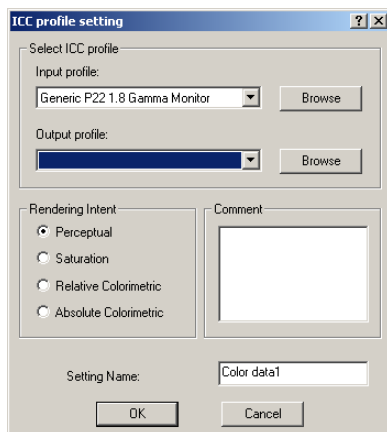 ICC profile setting
Select ICC profile
Input profile:
Generic P22 1.8 Gamma Monitor
Browse
Output profile:
Browse
Rendering Intent
Perceptual
Saturation
Relative Colorimetric
Absolute Colorimetric
Comment
Setting Name:
Color data1
OK
Cancel